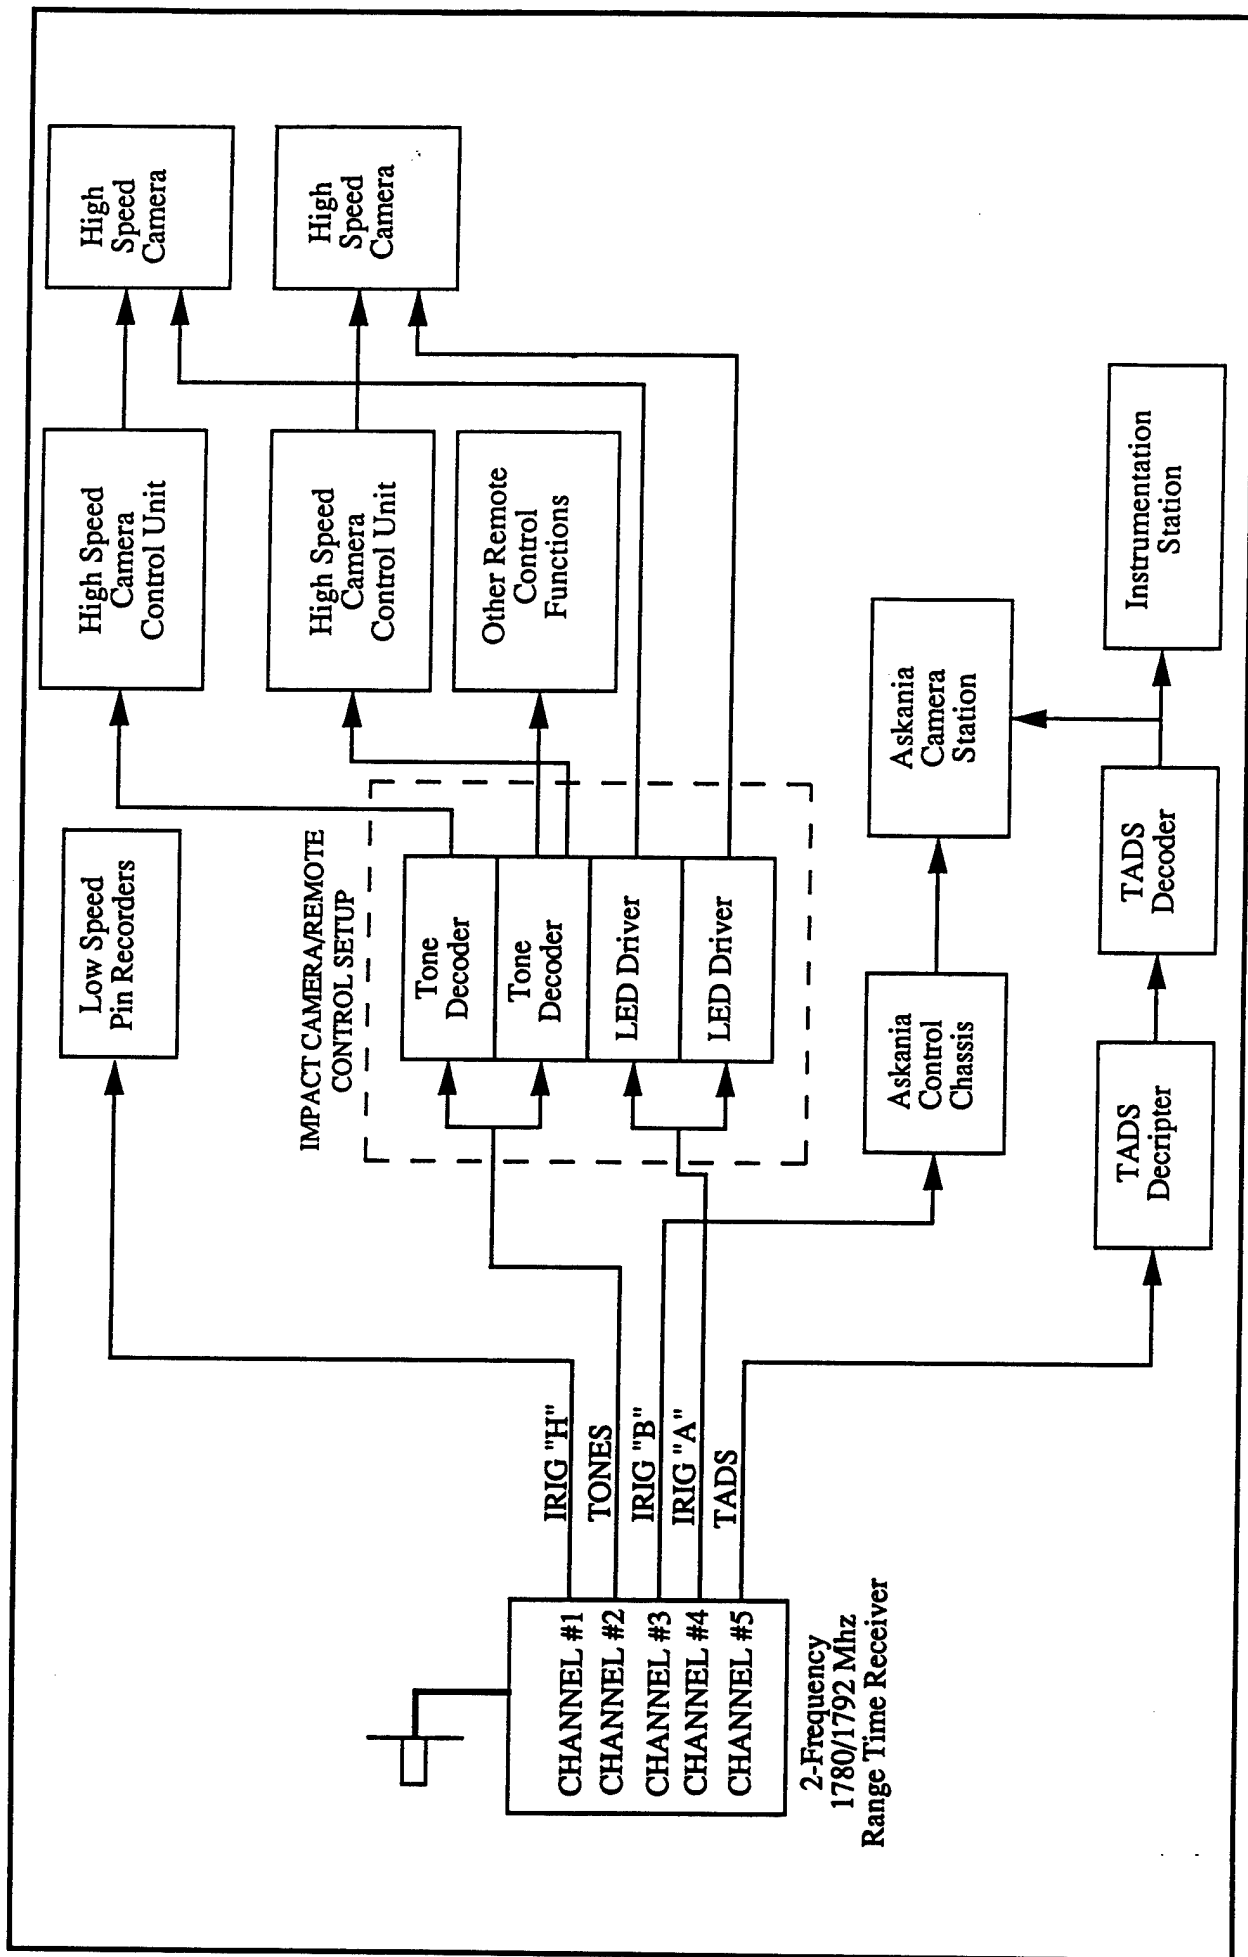 2-Frequency
1780/1792 Mhz
Range Time Receiver
CHANNEL #1
CHANNEL #2
CHANNEL #3
CHANNEL #4
CHANNEL #5
IRIG "H"
TONES
IRIG "B"
IRIG "A"
TADS
Low Speed
Pin Recorders
IMPACT CAMERA/REMOTE
CONTROL SETUP
Tone
Decoder
Tone
Decoder
LED Driver
LED Driver
High Speed
Camera
Control Unit
High Speed
Camera
Control Unit
Other Remote
Control
Functions
High
Speed
Camera
High
Speed
Camera
Askania
Control
Chassis
Askania
Camera
Station
TADS
Decripter
TADS
Decoder
Instrumentation
Station